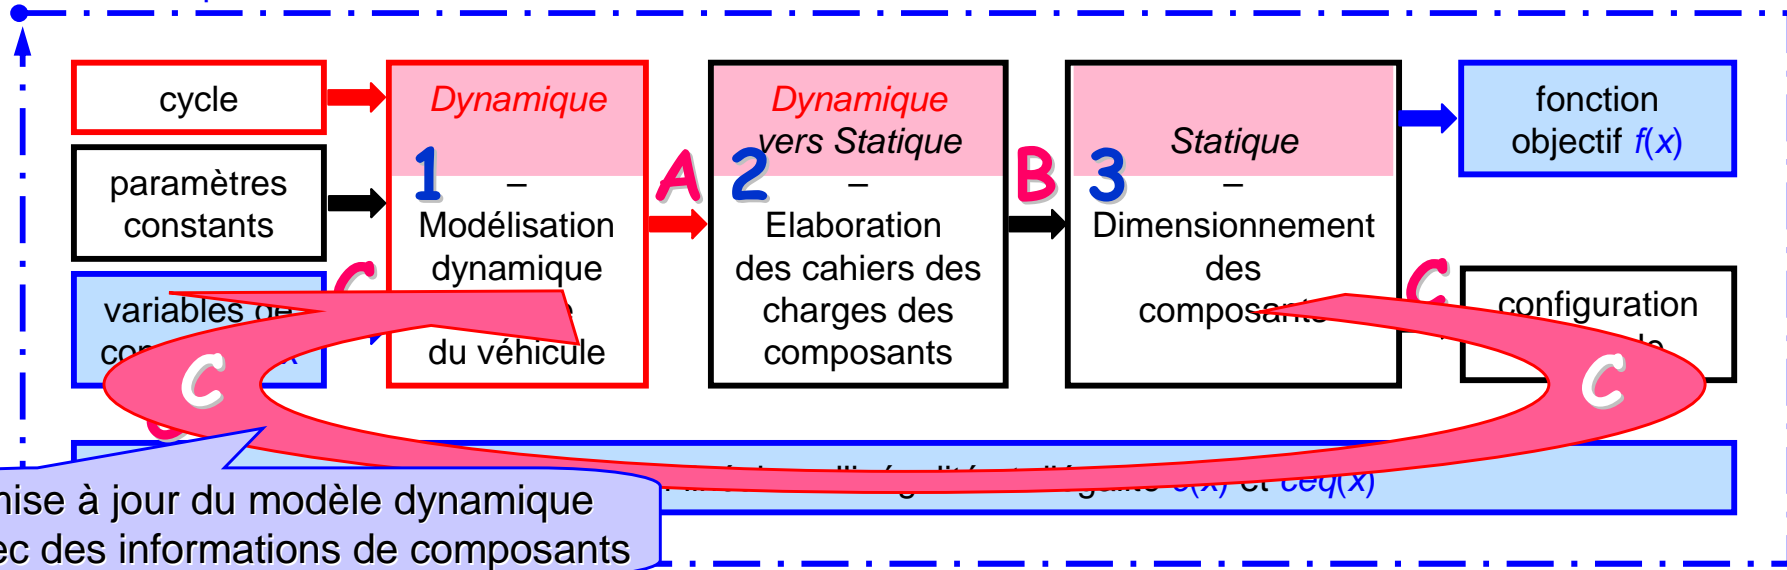 cycle
paramètres
constants
variables de
x
C
1
Dynamique
–
Modélisation
dynamique
du véhicule
A
2
Dynamique
vers Statique
–
Elaboration
des cahiers des
charges des
composants
B
3
Statique
–
Dimensionnement
des
composants
fonction
objectif f(x)
C
configuration
C
C
et ceq(x)
mise à jour du modèle dynamique
des informations de composants